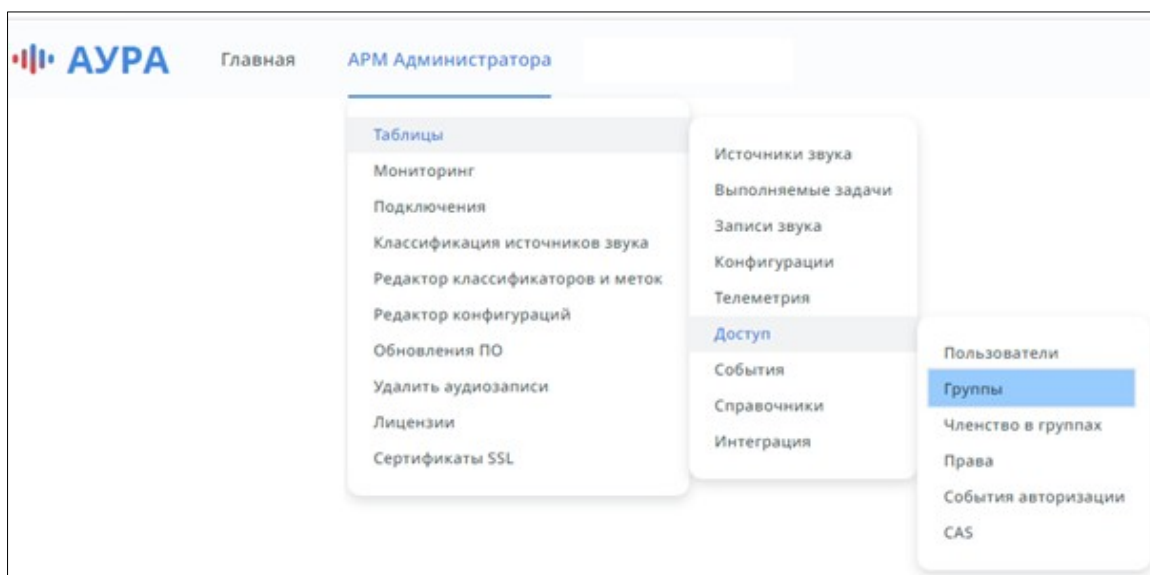 АУРА
Главная
АРМ Администратора
Таблицы
Мониторинг
Подключения
Классификация источников звука
Редактор классификаторов и меток
Редактор конфигураций
Обновления ПО
Удалить аудиозаписи
Лицензии
Сертификаты SSL
Источники звука
Выполняемые задачи
Записи звука
Конфигурации
Телеметрия
Доступ
События
Справочники
Интеграция
Пользователи
Группы
Членство в группах
Права
События авторизации
CAS